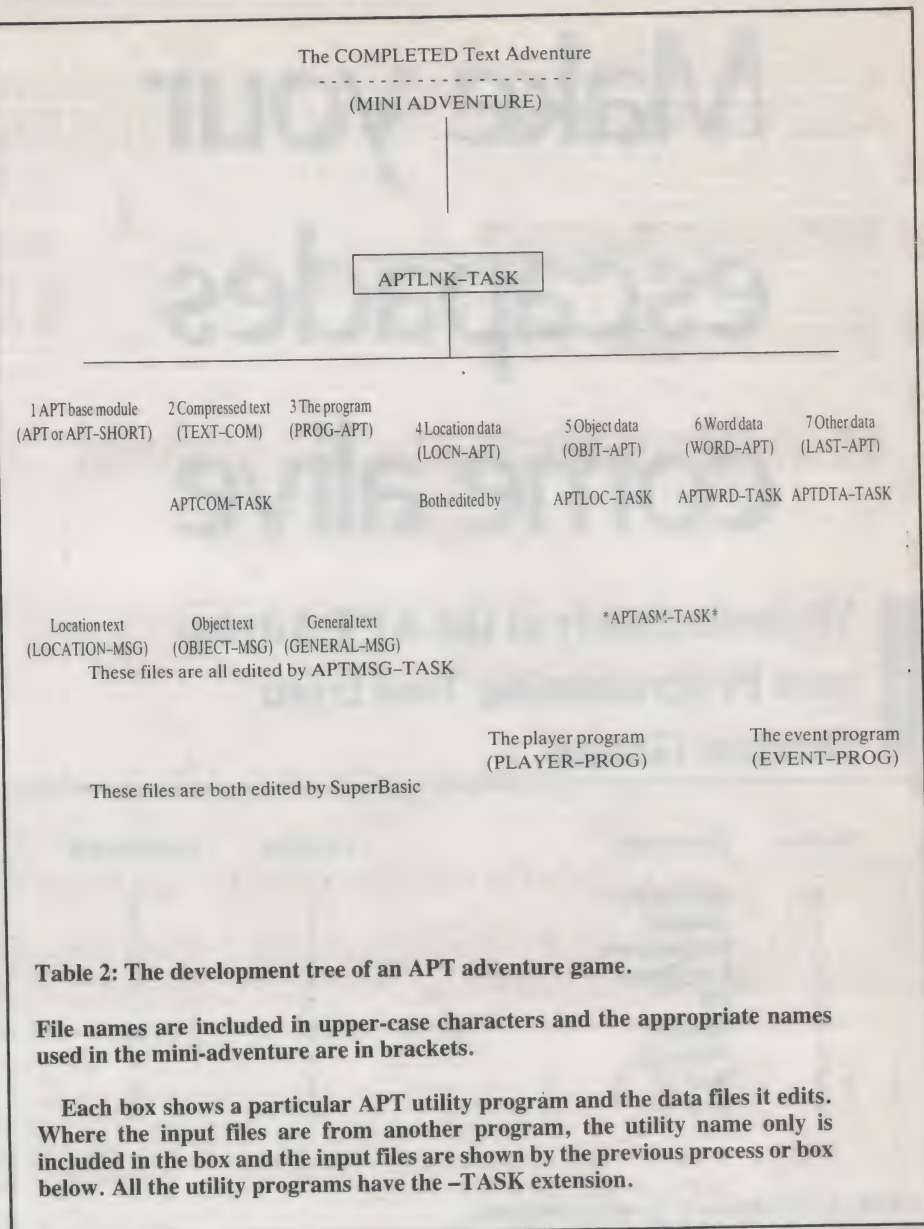 The COMPLETED Text Adventure
- - - - - - - - - - - - - - - - - - - - -
(MINI ADVENTURE)
APTLNK–TASK
1 APT base module 2 Compressed text 3 The program
(APT or APT–SHORT) (TEXT–COM) (PROG–APT)
4 Location data 5 Object data 6 Word data 7 Other data
(LOCN–APT) (OBJT–APT) (WORD–APT) (LAST–APT)
APTCOM–TASK Both edited by APTLOC–TASK APTWRD–TASK APTDTA–TASK
Location text Object text General text *APTASM–TASK*
(LOCATION–MSG) (OBJECT–MSG) (GENERAL–MSG)
These files are all edited by APTMSG–TASK
The player program The event program
(PLAYER–PROG) (EVENT–PROG)
These files are both edited by SuperBasic
Table 2: The development tree of an APT adventure game.
File names are included in upper-case characters and the appropriate names
used in the mini-adventure are in brackets.
Each box shows a particular APT utility program and the data files it edits.
Where the input files are from another program, the utility name only is
included in the box and the input files are shown by the previous process or box
below. All the utility programs have the –TASK extension.